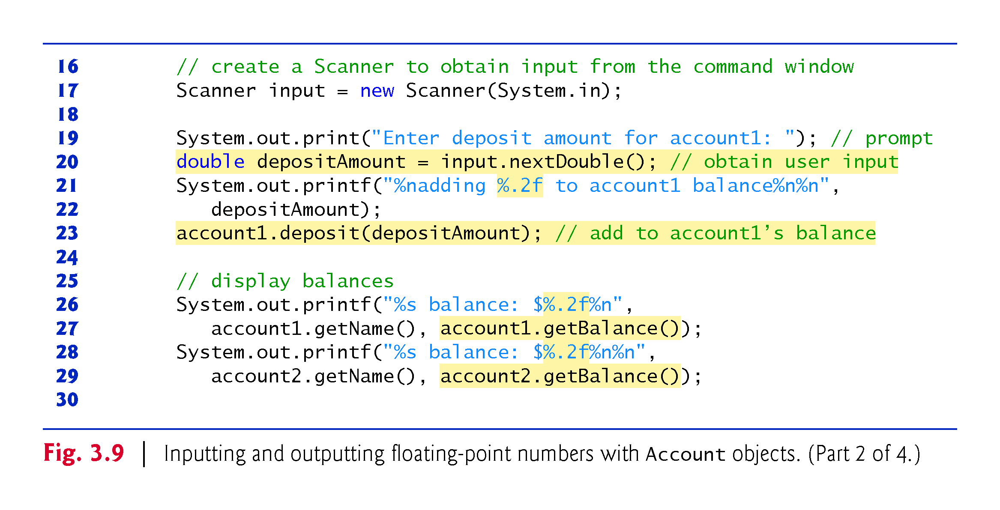 16 // create a Scanner to obtain input from the command window
17 Scanner input = new Scanner(System.in);
18
19 System.out.print("Enter deposit amount for account1: "); // prompt
20 double depositAmount = input.nextDouble(); // obtain user input
21 System.out.printf("%nadding %.2f to account1 balance%n%n",
22    depositAmount);
23 account1.deposit(depositAmount); // add to account1’s balance
24
25 // display balances
26 System.out.printf("%s balance: $%.2f%n",
27    account1.getName(), account1.getBalance());
28 System.out.printf("%s balance: $%.2f%n%n",
29    account2.getName(), account2.getBalance());
30
Fig. 3.9 | Inputting and outputting floating-point numbers with Account objects. (Part 2 of 4.)